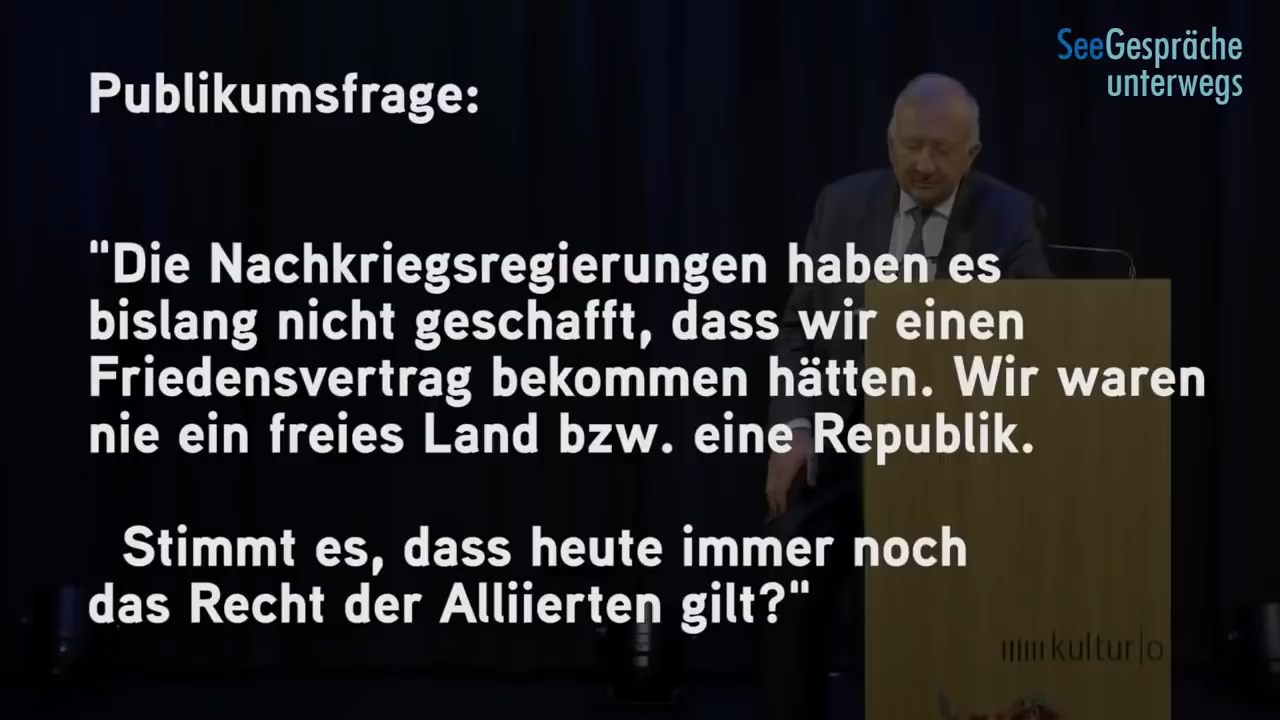 SeeGespräche
unterwegs
Publikumsfrage:
"Die Nachkriegsregierungen haben es
bislang nicht geschafft, dass wir einen
Friedensvertrag bekommen hätten. Wir waren
nie ein freies Land bzw. eine Republik.
Stimmt es, dass heute immer noch
das Recht der Alliierten gilt?"
kultur|o